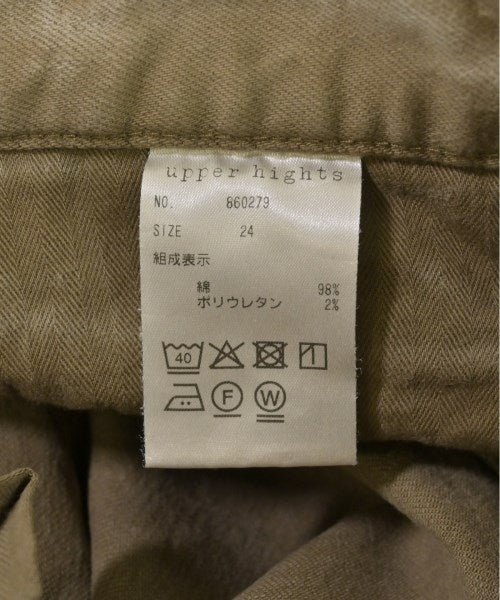 upper hights
NO. 860279
SIZE 24
組成表示
綿 98%
ポリウレタン 2%
40
F W